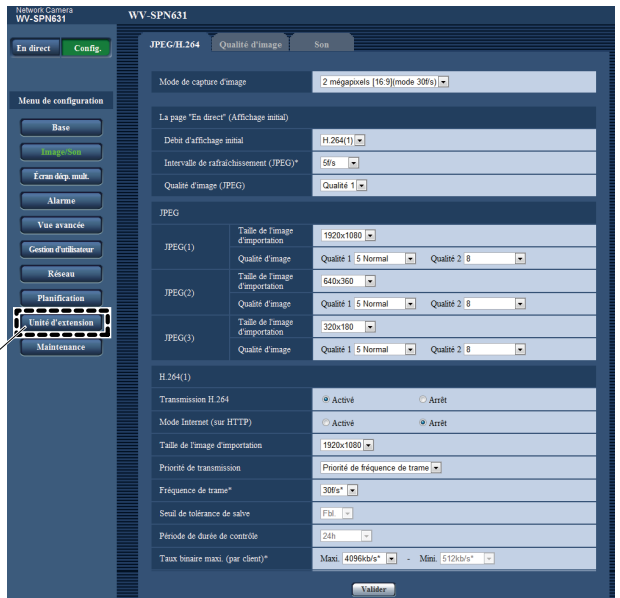 Network Camera
WV-SPN631
WV-SPN631
En direct Config.
JPEG/H.264 Qualité d'image Son
Mode de capture d'image 2 mégapixels [16:9](mode 30f/s)
Menu de configuration
Base
Image/Son
Écran dép. mult.
Alarme
Vue avancée
Gestion d'utilisateur
Réseau
Planification
Unité d'extension
Maintenance
La page "En direct" (Affichage initial)
Débit d'affichage initial H.264(1)
Intervalle de rafraîchissement (JPEG)* 5f/s
Qualité d'image (JPEG) Qualité 1
JPEG
JPEG(1) Taille de l'image d'importation 1920x1080
Qualité d'image Qualité 1 5 Normal Qualité 2 8
JPEG(2) Taille de l'image d'importation 640x360
Qualité d'image Qualité 1 5 Normal Qualité 2 8
JPEG(3) Taille de l'image d'importation 320x180
Qualité d'image Qualité 1 5 Normal Qualité 2 8
H.264(1)
Transmission H.264 Activé Arrêt
Mode Internet (sur HTTP) Activé Arrêt
Taille de l'image d'importation 1920x1080
Priorité de transmission Priorité de fréquence de trame
Fréquence de trame* 30f/s*
Seuil de tolérance de salve Fbl.
Période de durée de contrôle 24h
Taux binaire maxi. (par client)* Maxi. 4096kb/s* - Mini. 512kb/s*
Valider